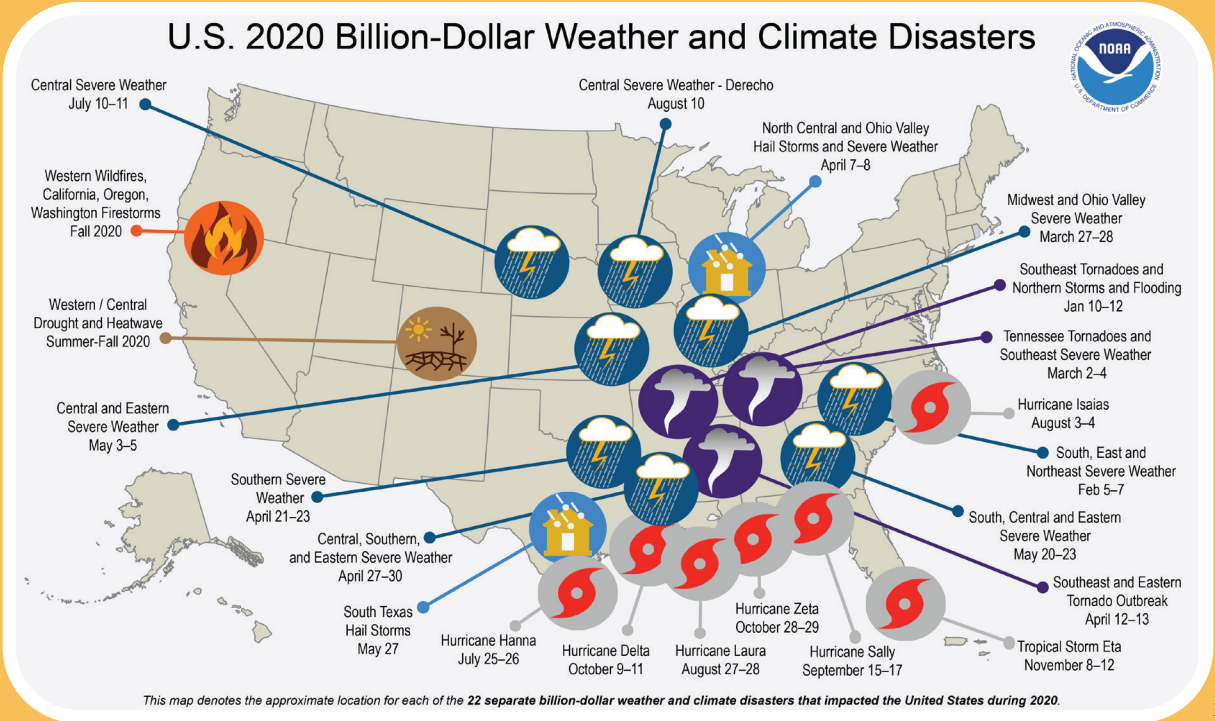 U.S. 2020 Billion-Dollar Weather and Climate Disasters
NATIONAL OCEANIC AND ATMOSPHERIC ADMINISTRATION
NOAA
U.S. DEPARTMENT OF COMMERCE
Central Severe Weather
July 10–11
Central Severe Weather - Derecho
August 10
North Central and Ohio Valley
Hail Storms and Severe Weather
April 7–8
Western Wildfires,
California, Oregon,
Washington Firestorms
Fall 2020
Midwest and Ohio Valley
Severe Weather
March 27–28
Southeast Tornadoes and
Northern Storms and Flooding
Jan 10–12
Western / Central
Drought and Heatwave
Summer-Fall 2020
Tennessee Tornadoes and
Southeast Severe Weather
March 2–4
Central and Eastern
Severe Weather
May 3–5
Hurricane Isaias
August 3–4
South, East and
Northeast Severe Weather
Feb 5–7
Southern Severe
Weather
April 21–23
South, Central and Eastern
Severe Weather
May 20–23
Central, Southern,
and Eastern Severe Weather
April 27–30
Southeast and Eastern
Tornado Outbreak
April 12–13
South Texas
Hail Storms
May 27
Hurricane Hanna
July 25–26
Hurricane Delta
October 9–11
Hurricane Laura
August 27–28
Hurricane Zeta
October 28–29
Hurricane Sally
September 15–17
Tropical Storm Eta
November 8–12
This map denotes the approximate location for each of the 22 separate billion-dollar weather and climate disasters that impacted the United States during 2020.